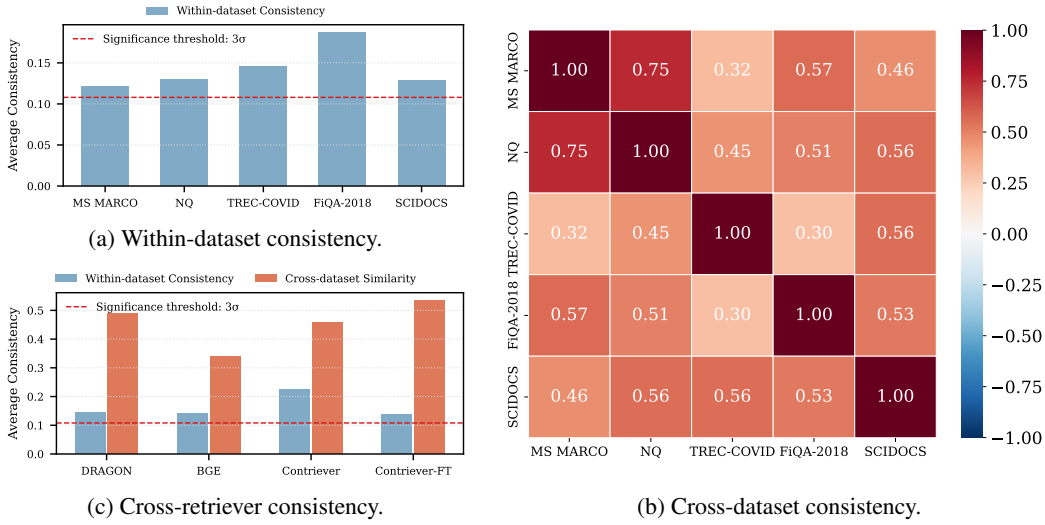 Within-dataset Consistency
Significance threshold: 3σ
Average Consistency
0.15
0.10
0.05
0.00
MS MARCO NQ TREC-COVID FiQA-2018 SCIDOCS
(a) Within-dataset consistency.
Within-dataset Consistency Cross-dataset Similarity
Significance threshold: 3σ
Average Consistency
0.5
0.4
0.3
0.2
0.1
0.0
DRAGON BGE Contriever Contriever-FT
(c) Cross-retriever consistency.
MS MARCO 1.00 0.75 0.32 0.57 0.46
NQ 0.75 1.00 0.45 0.51 0.56
TREC-COVID 0.32 0.45 1.00 0.30 0.56
FiQA-2018 0.57 0.51 0.30 1.00 0.53
SCIDOCS 0.46 0.56 0.56 0.53 1.00
MS MARCO NQ TREC-COVID FiQA-2018 SCIDOCS
1.00
0.75
0.50
0.25
0.00
−0.25
−0.50
−0.75
−1.00
(b) Cross-dataset consistency.